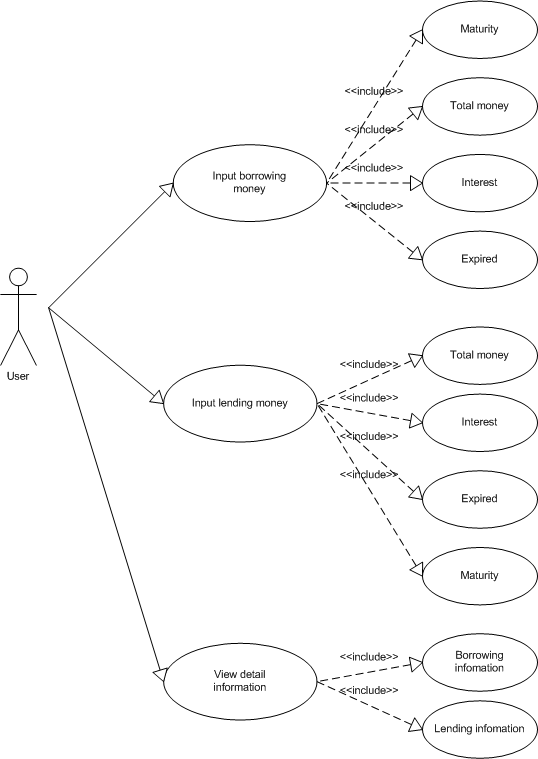 Maturity
<<include>>
Total money
<<include>>
Input borrowing
money
<<include>>
Interest
<<include>>
Expired
User
Total money
<<include>>
Input lending money
<<include>>
Interest
<<include>>
Expired
<<include>>
Maturity
View detail
information
<<include>>
Borrowing
infomation
<<include>>
Lending infomation